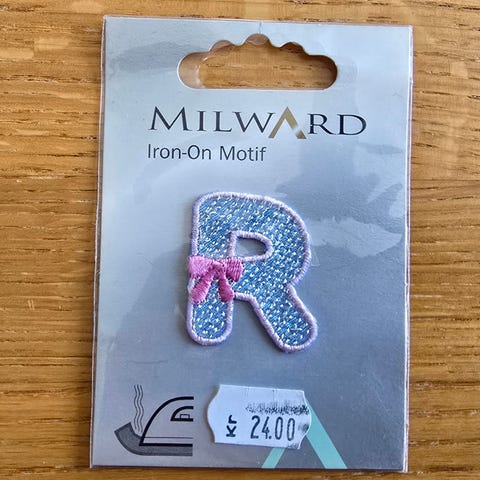 MILWARD
Iron-On Motif
R
Kr 24.00